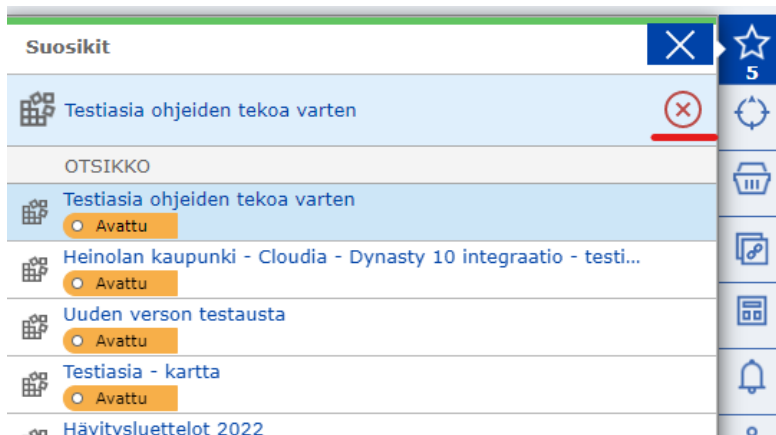 Suosikit
5
Testiasia ohjeiden tekoa varten
OTSIKKO
Testiasia ohjeiden tekoa varten
Avattu
Heinolan kaupunki - Cloudia - Dynasty 10 integraatio - testi...
Avattu
Uuden verson testausta
Avattu
Testiasia - kartta
Avattu
Hävitysluettelot 2022